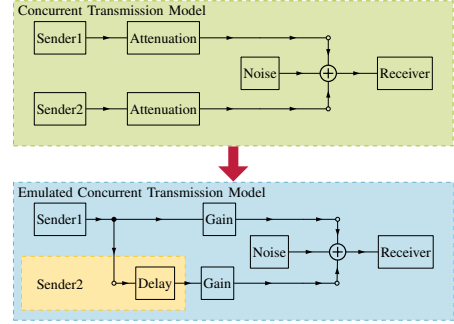 Concurrent Transmission Model
Sender1 Attenuation
Noise Receiver
Sender2 Attenuation
Emulated Concurrent Transmission Model
Sender1 Gain
Noise Receiver
Sender2 Delay Gain